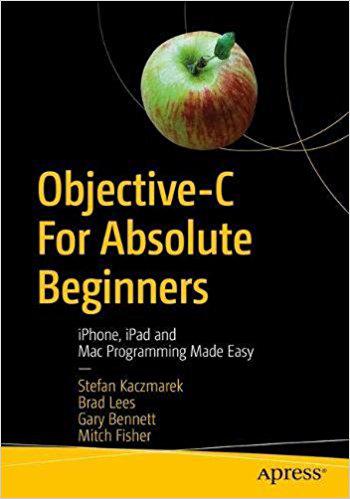 Objective-C
For Absolute
Beginners
iPhone, iPad and
Mac Programming Made Easy
—
Stefan Kaczmarek
Brad Lees
Gary Bennett
Mitch Fisher
Apress®